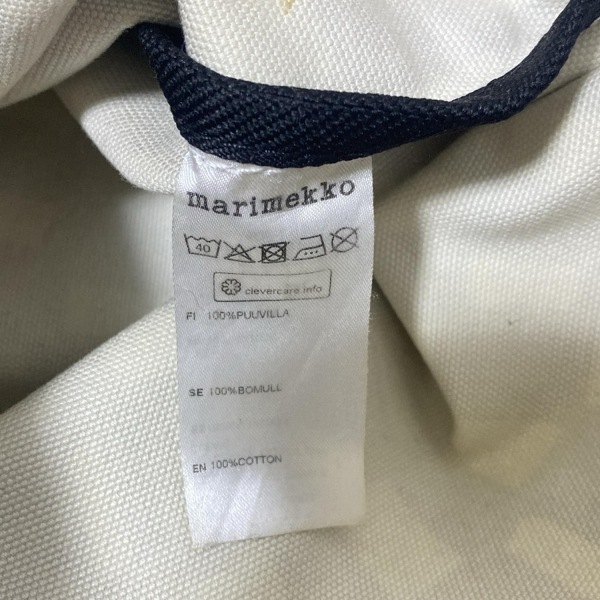 marimekko
40
clevercare.info
FI 100%PUUVILLA
SE 100%BOMULL
EN 100%COTTON